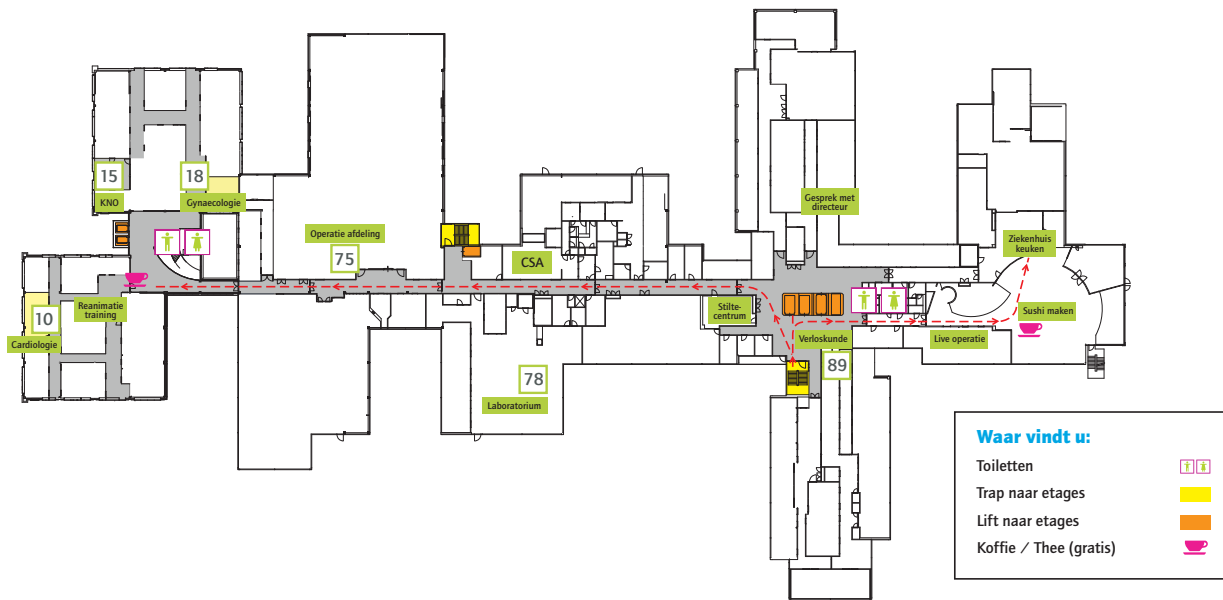 Gesprek met
directeur
15
KNO
18
Gynaecologie
Operatie afdeling
75
CSA
Ziekenhuis
keuken
Reanimatie
training
10
Cardiologie
Stilte-
centrum
Verloskunde
89
Live operatie
Sushi maken
78
Laboratorium
Waar vindt u:
Toiletten
Trap naar etages
Lift naar etages
Koffie / Thee (gratis)